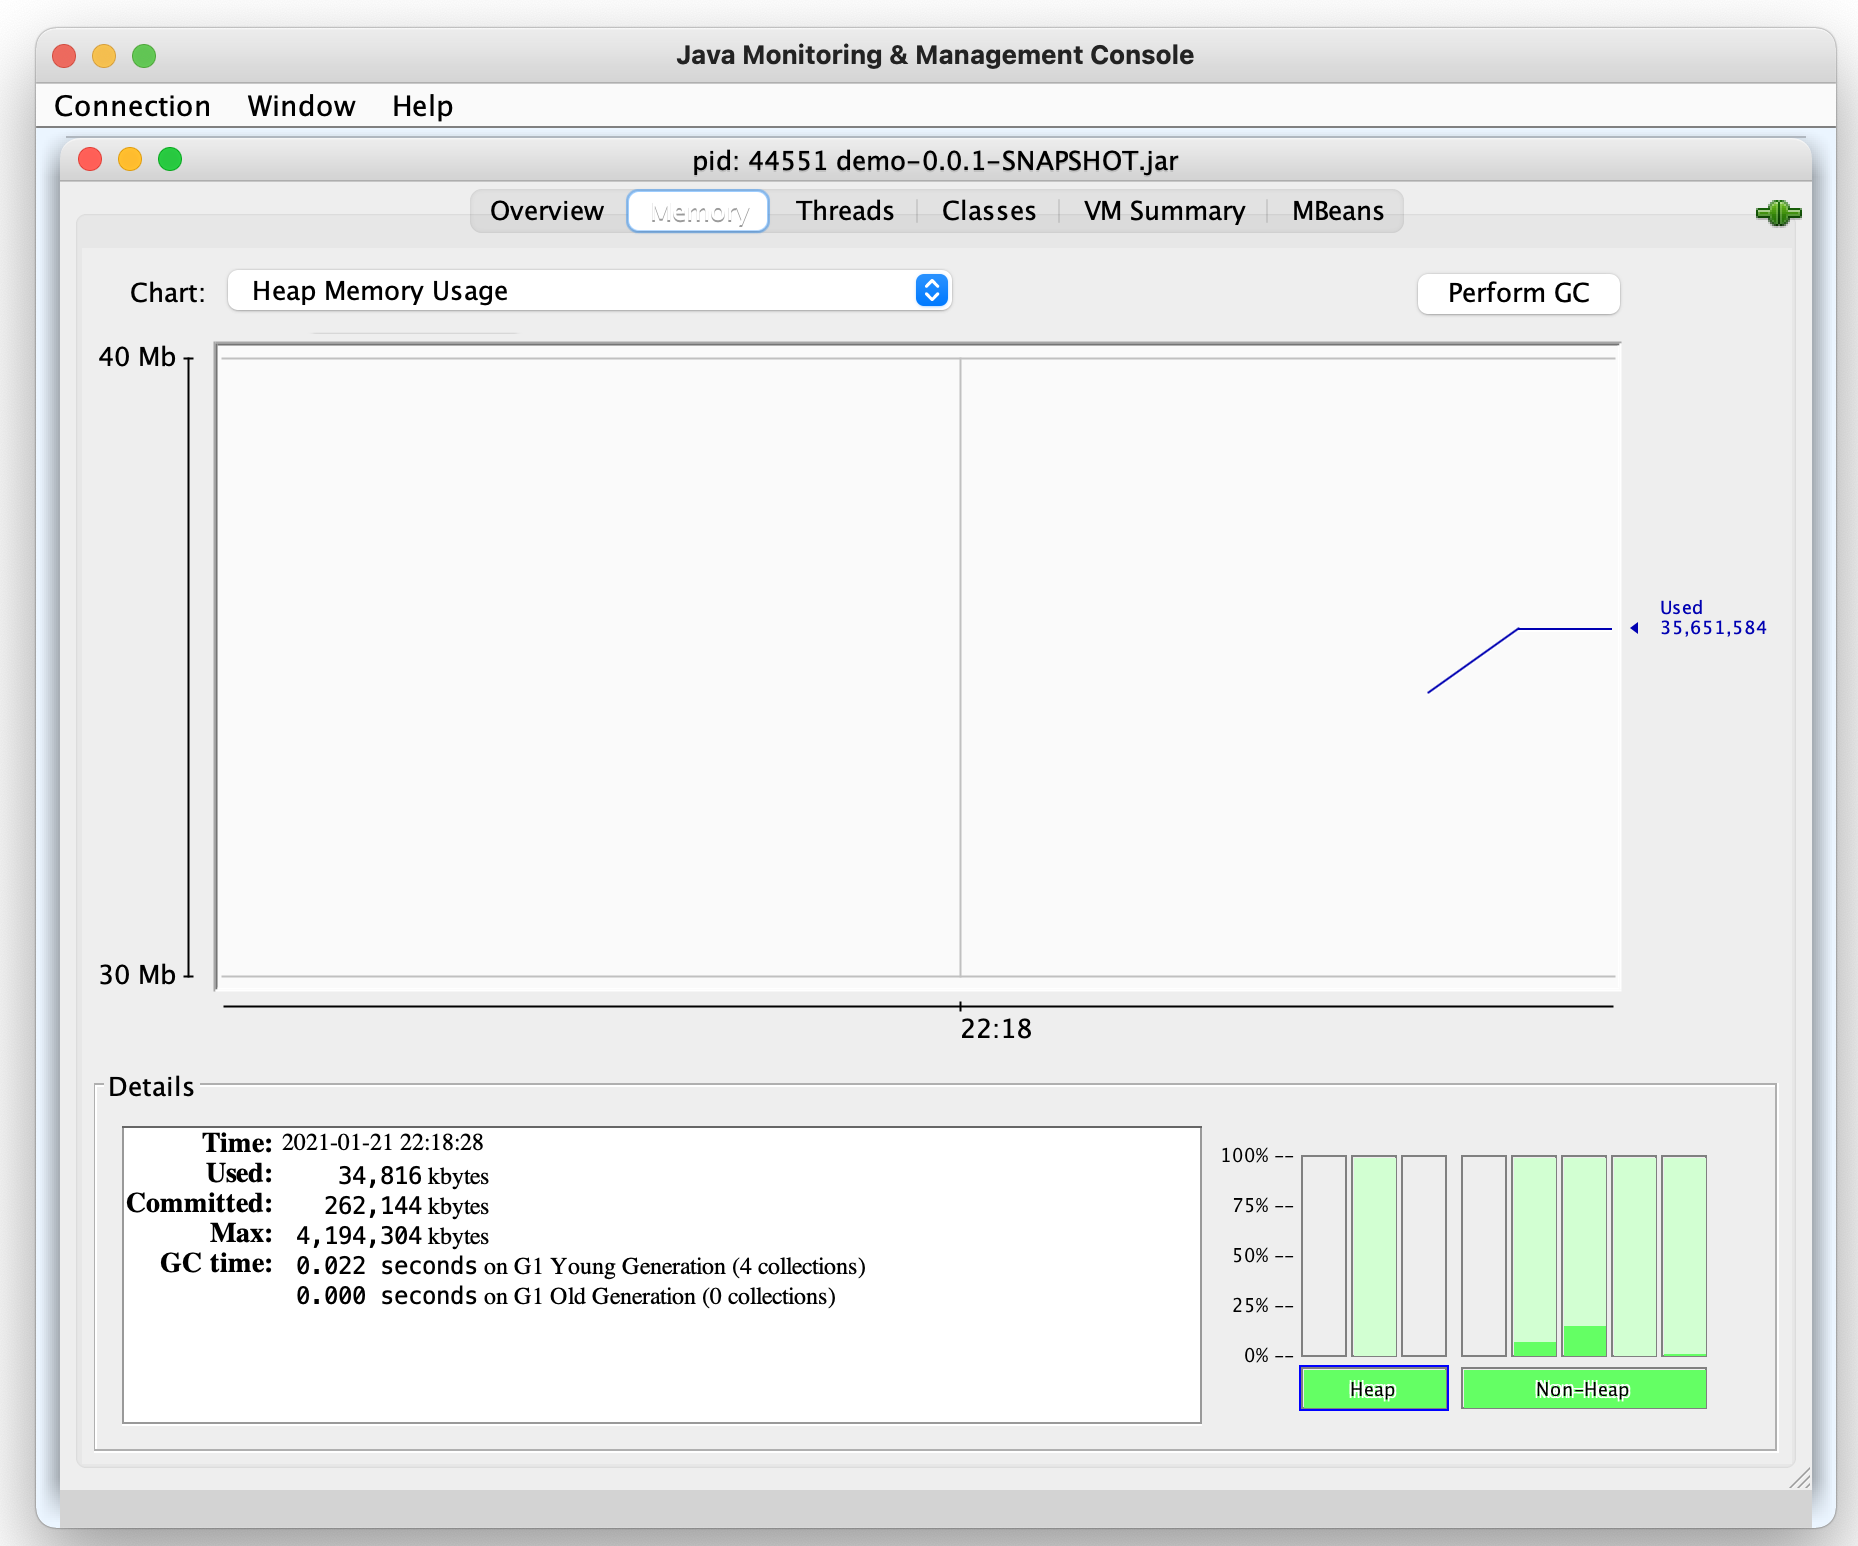 Java Monitoring & Management Console
Connection Window Help
pid: 44551 demo-0.0.1-SNAPSHOT.jar
Overview Memory Threads Classes VM Summary MBeans
Chart: Heap Memory Usage Perform GC
40 Mb
Used
35,651,584
30 Mb
22:18
Details
Time: 2021-01-21 22:18:28
Used: 34,816 kbytes
Committed: 262,144 kbytes
Max: 4,194,304 kbytes
GC time: 0.022 seconds on G1 Young Generation (4 collections)
0.000 seconds on G1 Old Generation (0 collections)
100% --
75% --
50% --
25% --
0% --
Heap Non-Heap